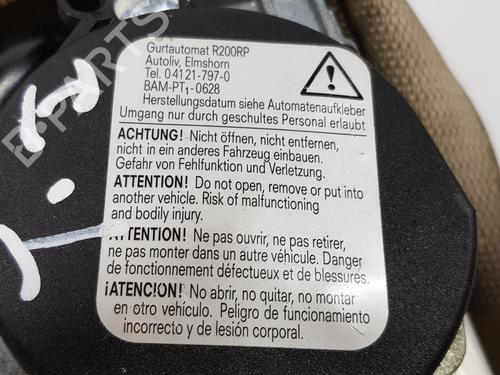 Gurtautomat R200RP
Autoliv, Elmshorn
Tel. 0 4121-797-0
BAM-PT₁-0628
Herstellungsdatum siehe Automatenaufkleber
Umgang nur durch geschultes Personal erlaubt
ACHTUNG! Nicht öffnen, nicht entfernen,
nicht in ein anderes Fahrzeug einbauen.
Gefahr von Fehlfunktion und Verletzung.
ATTENTION! Do not open, remove or put into
another vehicle. Risk of malfunctioning
and bodily injury.
ATTENTION! Ne pas ouvrir, ne pas retirer,
ne pas monter dans un autre véhicule. Danger
de fonctionnement défectueux et de blessures.
¡ATENCION! No abrir, no quitar, no montar
en otro vehículo. Peligro de funcionamiento
incorrecto y de lesión corporal.
B-PARTS